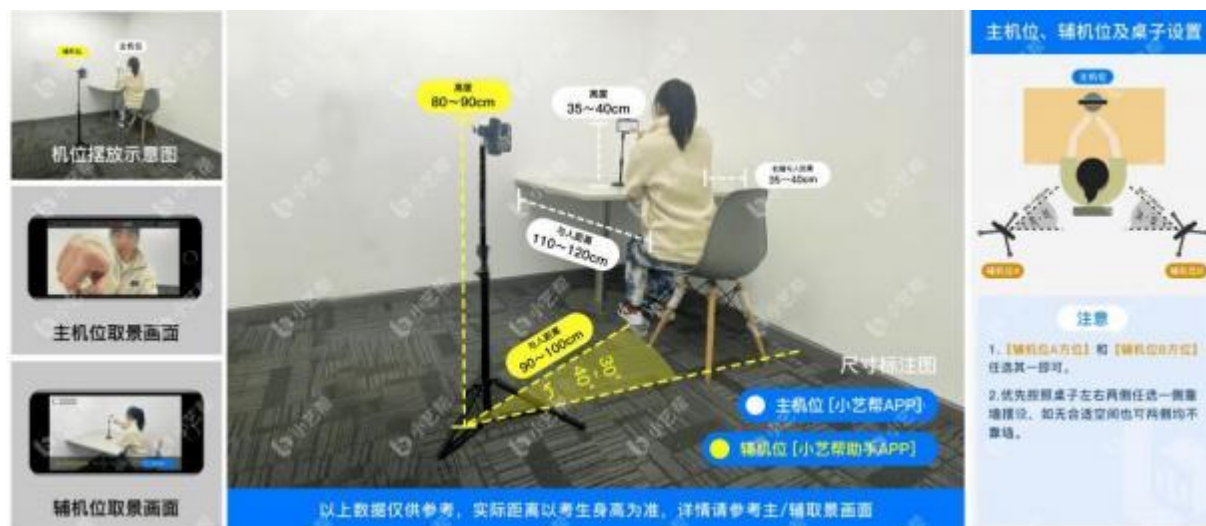 辅机位
主机位
机位摆放示意图
主机位取景画面
辅机位取景画面
高度
80～90cm
高度
35～40cm
35～40cm
与人距离
110～120cm
与人距离
90～100cm
30°
40°
尺寸标注图
主机位 [小艺帮APP]
辅机位 [小艺帮助手APP]
以上数据仅供参考，实际距离以考生身高为准，详情请参考主/辅取景画面
主机位、辅机位及桌子设置
主机位
辅机位A
辅机位B
注意
1.【辅机位A方位】和【辅机位B方位】
任选其一即可。
2.优先按照桌子左右两侧任选一侧靠
墙摆设，如无合适空间也可两侧均不
靠墙。
小艺帮